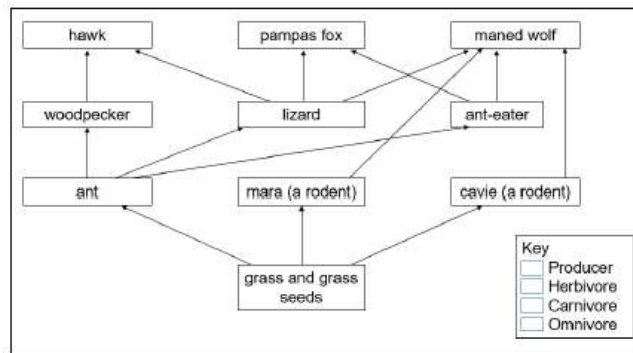 hawk
pampas fox
maned wolf
woodpecker
lizard
ant-eater
ant
mara (a rodent)
cavie (a rodent)
grass and grass
seeds
Key
Producer
Herbivore
Carnivore
Omnivore